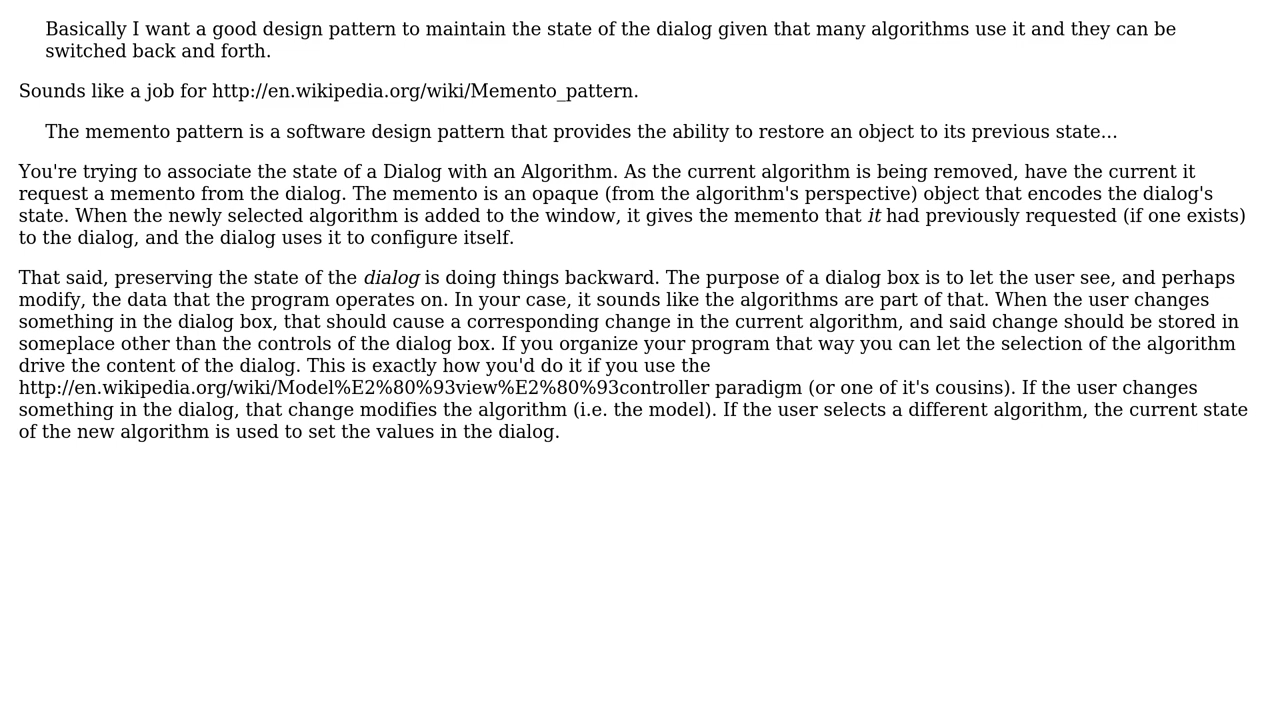 Basically I want a good design pattern to maintain the state of the dialog given that many algorithms use it and they can be
switched back and forth.
Sounds like a job for http://en.wikipedia.org/wiki/Memento_pattern.
The memento pattern is a software design pattern that provides the ability to restore an object to its previous state...
You're trying to associate the state of a Dialog with an Algorithm. As the current algorithm is being removed, have the current it
request a memento from the dialog. The memento is an opaque (from the algorithm's perspective) object that encodes the dialog's
state. When the newly selected algorithm is added to the window, it gives the memento that it had previously requested (if one exists)
to the dialog, and the dialog uses it to configure itself.
That said, preserving the state of the dialog is doing things backward. The purpose of a dialog box is to let the user see, and perhaps
modify, the data that the program operates on. In your case, it sounds like the algorithms are part of that. When the user changes
something in the dialog box, that should cause a corresponding change in the current algorithm, and said change should be stored in
someplace other than the controls of the dialog box. If you organize your program that way you can let the selection of the algorithm
drive the content of the dialog. This is exactly how you'd do it if you use the
http://en.wikipedia.org/wiki/Model%E2%80%93view%E2%80%93controller paradigm (or one of it's cousins). If the user changes
something in the dialog, that change modifies the algorithm (i.e. the model). If the user selects a different algorithm, the current state
of the new algorithm is used to set the values in the dialog.